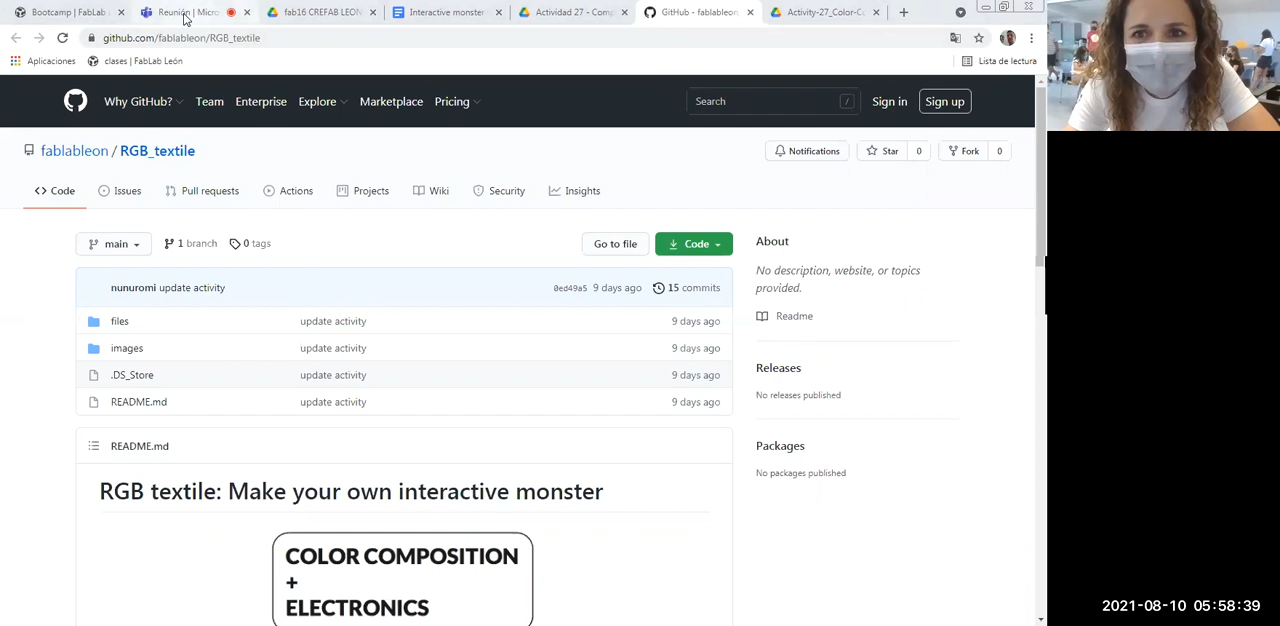 Bootcamp | FabLab
Reunión | Micro
fab16 CREFAB LEON
Interactive monster
Actividad 27 - Comp
GitHub - fablableon
Activity-27_Color-C
github.com/fablableon/RGB_textile
Aplicaciones
clases | FabLab León
Lista de lectura
Why GitHub?
Team
Enterprise
Explore
Marketplace
Pricing
Search
/
Sign in
Sign up
fablableon / RGB_textile
Notifications
Star
0
Fork
0
Code
Issues
Pull requests
Actions
Projects
Wiki
Security
Insights
main
1 branch
0 tags
Go to file
Code
nunuromi update activity
0ed49a5 9 days ago
15 commits
files update activity 9 days ago
images update activity 9 days ago
.DS_Store update activity 9 days ago
README.md update activity 9 days ago
README.md
RGB textile: Make your own interactive monster
COLOR COMPOSITION
+
ELECTRONICS
About
No description, website, or topics
provided.
Readme
Releases
No releases published
Packages
No packages published
2021-08-10 05:58:39